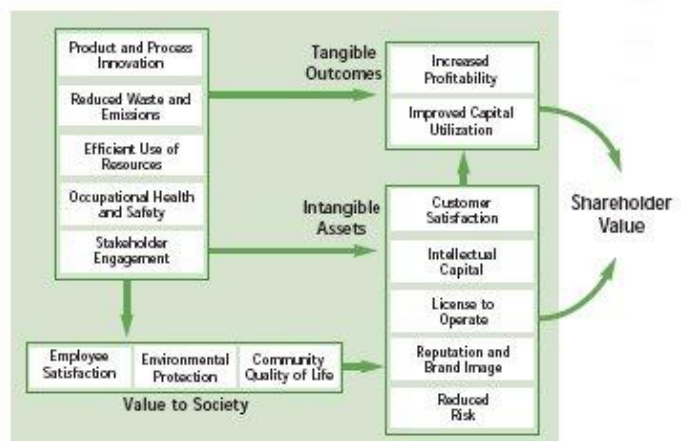 Product and Process
Innovation
Reduced Waste and
Emissions
Efficient Use of
Resources
Occupational Health
and Safety
Stakeholder
Engagement
Tangible
Outcomes
Increased
Profitability
Improved Capital
Utilization
Intangible
Assets
Customer
Satisfaction
Intellectual
Capital
License to
Operate
Reputation and
Brand Image
Reduced
Risk
Shareholder
Value
Employee
Satisfaction
Environmental
Protection
Community
Quality of Life
Value to Society